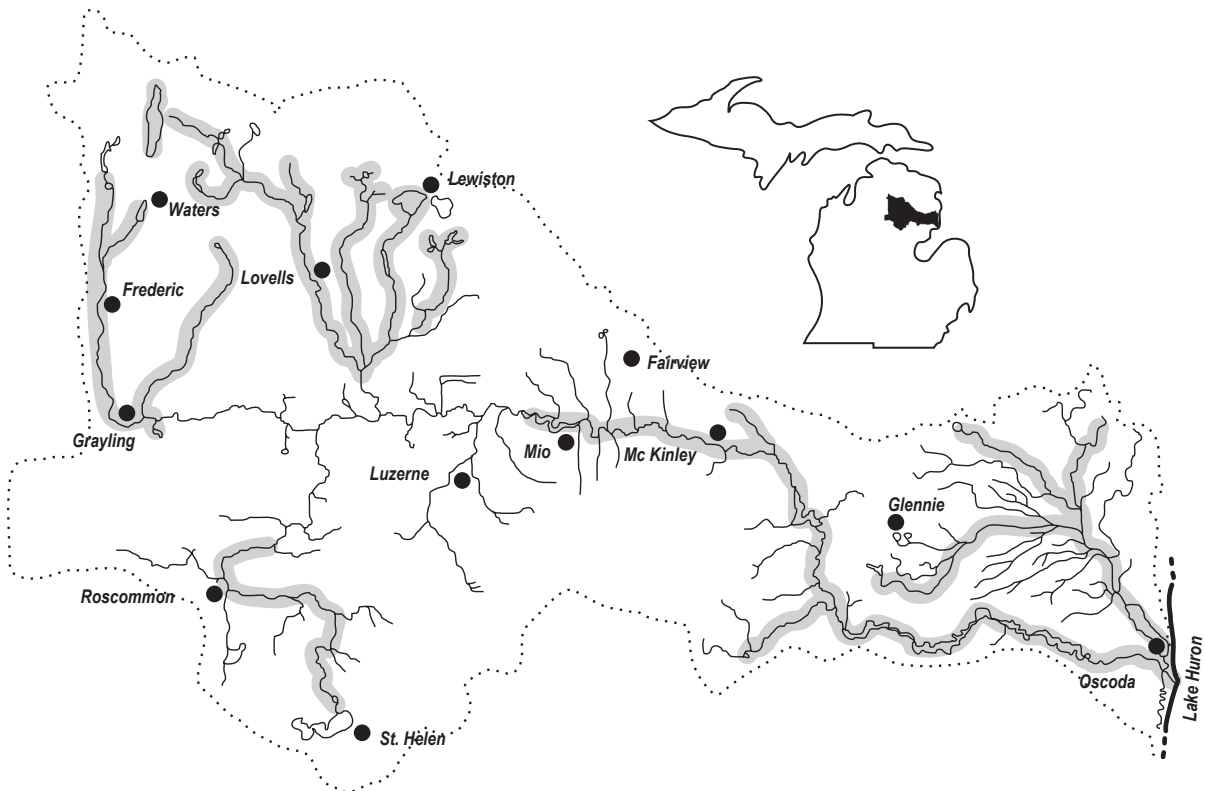 Lewiston
Waters
Lovells
Frederic
Fairview
Grayling
Mio
Mc Kinley
Luzerne
Glennie
Roscommon
Oscoda
Lake Huron
St. Helen